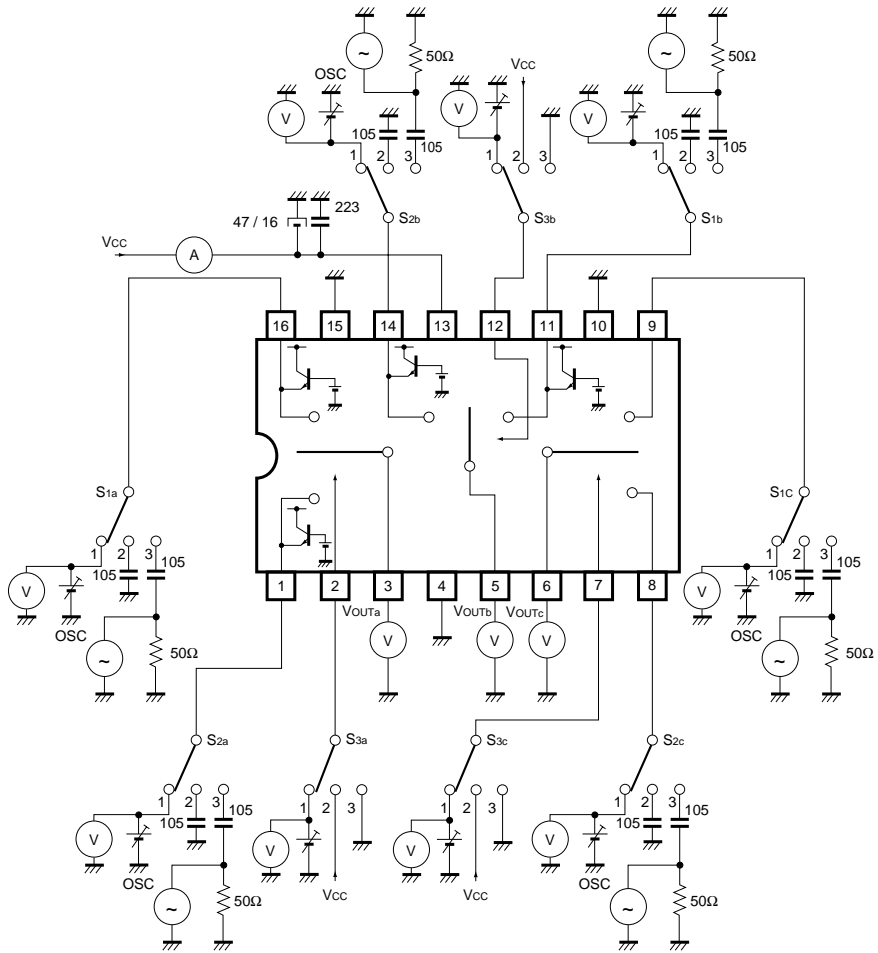 ~ 50Ω ~ 50Ω
OSC VCC
V V V
105 105 105 105
1 2 3 1 2 3 1 2 3
47 / 16 223 S2b S3b S1b
VCC A
16 15 14 13 12 11 10 9
S1a S1C
1 2 3 105 1 2 3 105
V 105 V 105
OSC OSC
1 2 3 4 5 6 7 8
VOUTa VOUTb VOUTc
V V V
~ 50Ω ~ 50Ω
S2a S3a S3c S2c
1 2 3 1 2 3 1 2 3 1 2 3
105 105 105 105
V V V V
OSC VCC VCC OSC
~ 50Ω ~ 50Ω